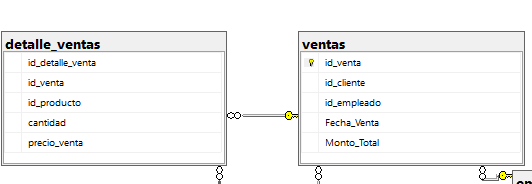 detalle_ventas
id_detalle_venta
id_venta
id_producto
cantidad
precio_venta
ventas
id_venta
id_cliente
id_empleado
Fecha_Venta
Monto_Total